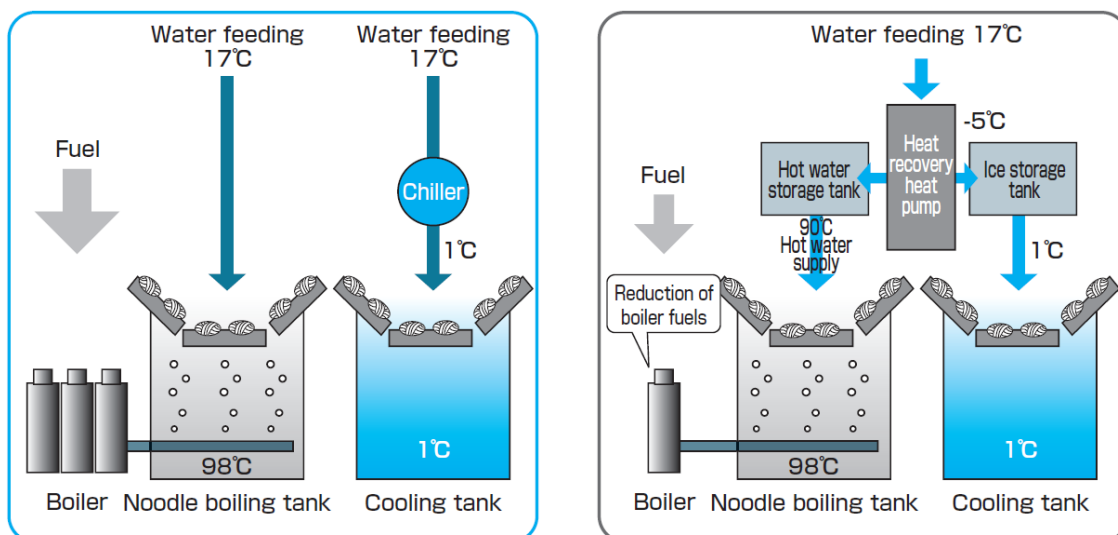 Water feeding
17℃
Water feeding
17℃
Fuel
Chiller
1℃
1℃
98℃
Boiler
Noodle boiling tank
Cooling tank
Water feeding 17℃
-5℃
Heat
recovery
heat
pump
Hot water
storage tank
Ice storage
tank
Fuel
90℃
Hot water
supply
1℃
Reduction of
boiler fuels
1℃
98℃
Boiler
Noodle boiling tank
Cooling tank